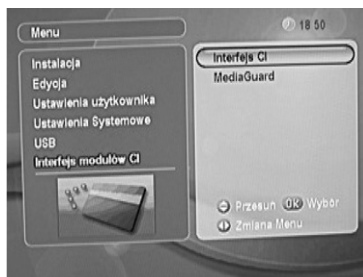 Menu
18 50
Instalacja
Edycja
Ustawienia użytkownika
Ustawienia Systemowe
USB
Interfejs modułów CI
Interfejs CI
MediaGuard
Przesuń OK Wybór
Zmiana Menu